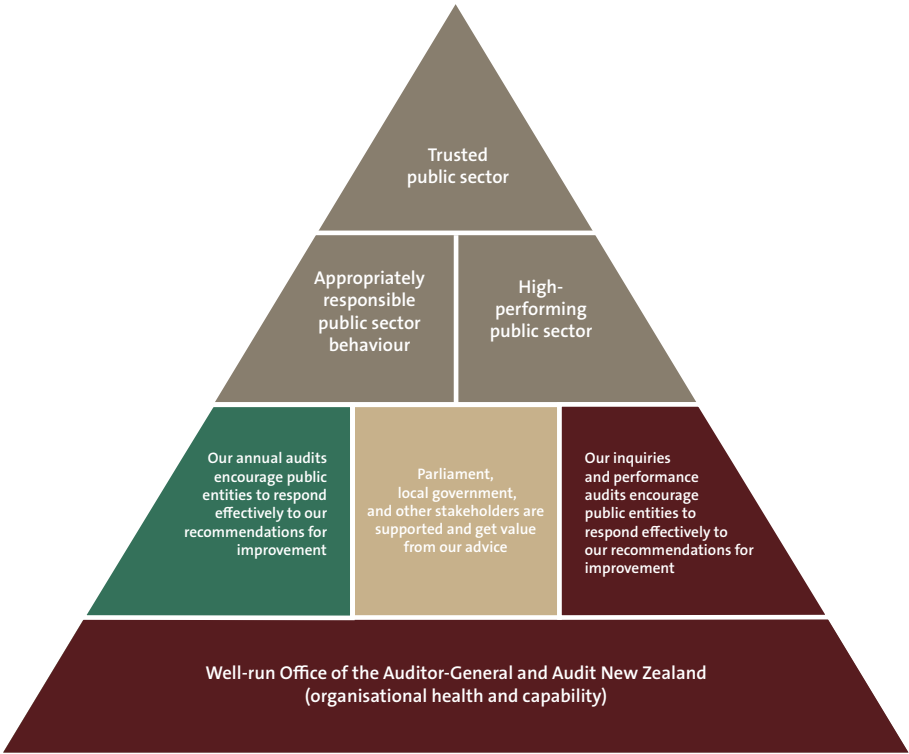 Trusted
public sector
Appropriately
responsible
public sector
behaviour
High-
performing
public sector
Our annual audits
encourage public
entities to respond
effectively to our
recommendations for
improvement
Parliament,
local government,
and other stakeholders are
supported and get value
from our advice
Our inquiries
and performance
audits encourage
public entities to
respond effectively to
our recommendations for
improvement
Well-run Office of the Auditor-General and Audit New Zealand
(organisational health and capability)